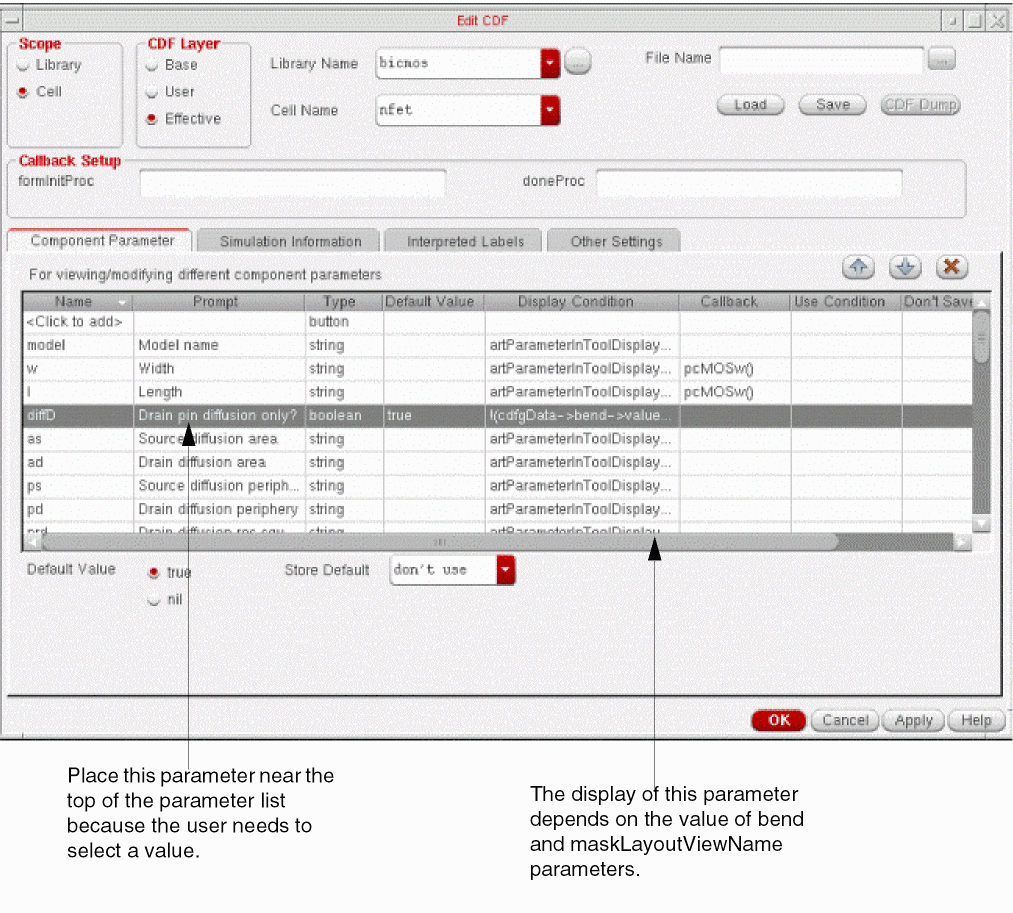 Edit CDF
Scope
Library
Cell
CDF Layer
Base
User
Effective
Library Name bicmos ...
Cell Name nfet
File Name ...
Load Save CDF Dump
Callback Setup
formInitProc doneProc
Component Parameter Simulation Information Interpreted Labels Other Settings
For viewing/modifying different component parameters
Name Prompt Type Default Value Display Condition Callback Use Condition Don't Save
<Click to add> button
model Model name string artParameterInToolDisplay...
w Width string artParameterInToolDisplay... pcMOSw()
l Length string artParameterInToolDisplay... pcMOSw()
diffD Drain pin diffusion only? boolean true !(cdfgData->bend->value...
as Source diffusion area string artParameterInToolDisplay...
ad Drain diffusion area string artParameterInToolDisplay...
ps Source diffusion periph... string artParameterInToolDisplay...
pd Drain diffusion periphery string artParameterInToolDisplay...
nrd Drain diffusion res squ... string artParameterInToolDisplay...
Default Value true
nil
Store Default don't use
OK Cancel Apply Help
Place this parameter near the
top of the parameter list
because the user needs to
select a value.
The display of this parameter
depends on the value of bend
and maskLayoutViewName
parameters.